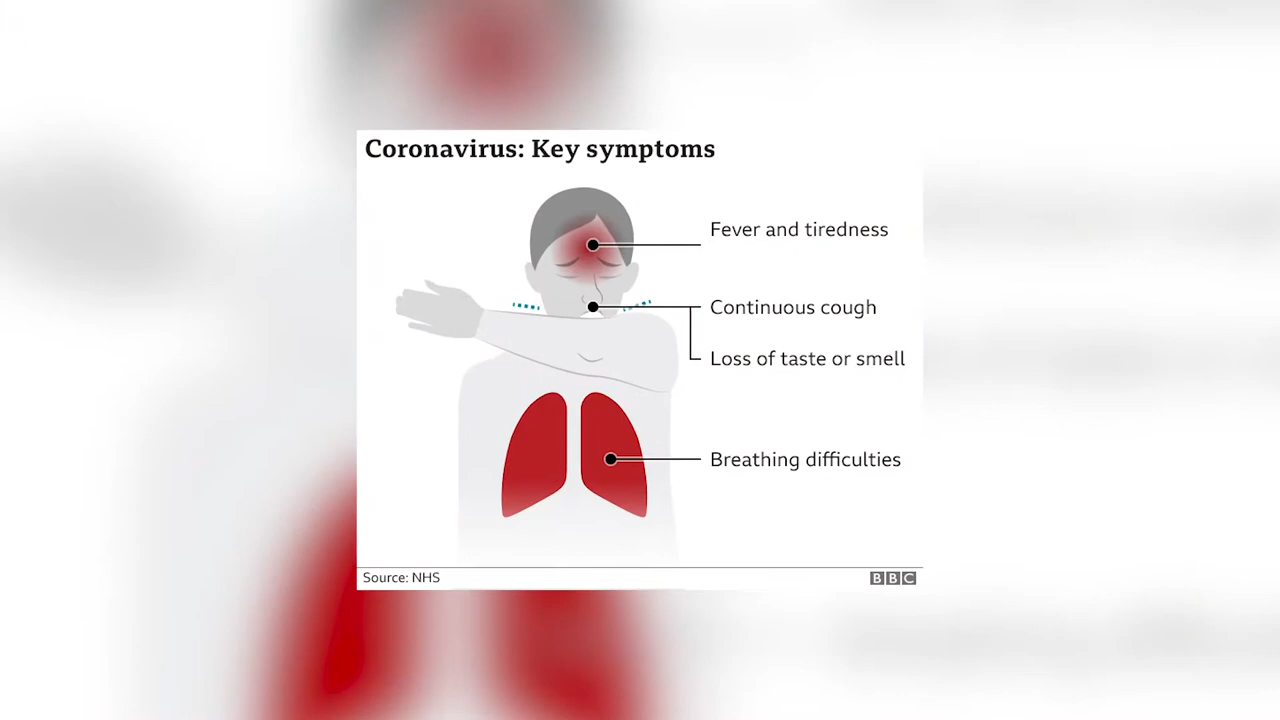 Coronavirus: Key symptoms
Fever and tiredness
Continuous cough
Loss of taste or smell
Breathing difficulties
Source: NHS
BBC